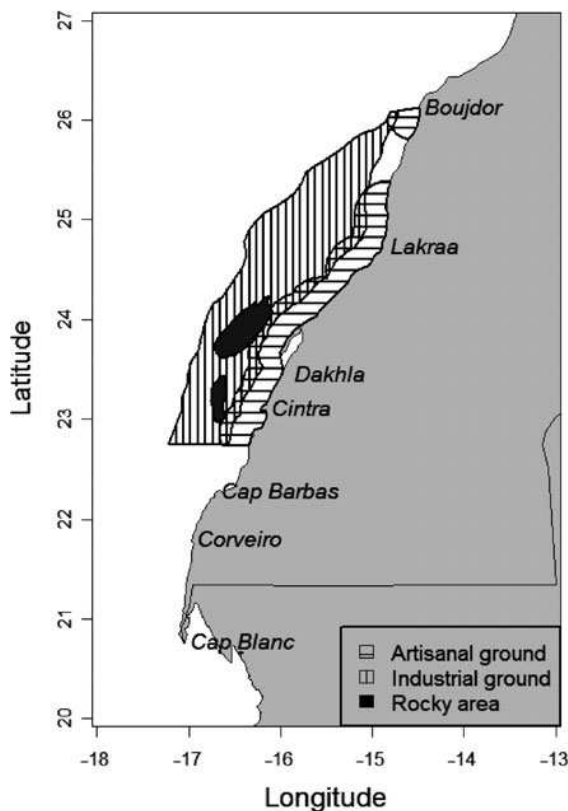 27
26
25
24
23
22
21
20
Latitude
Boujdor
Lakraa
Dakhla
Cintra
Cap Barbas
Corveiro
Cap Blanc
Artisanal ground
Industrial ground
Rocky area
-18 -17 -16 -15 -14 -13
Longitude